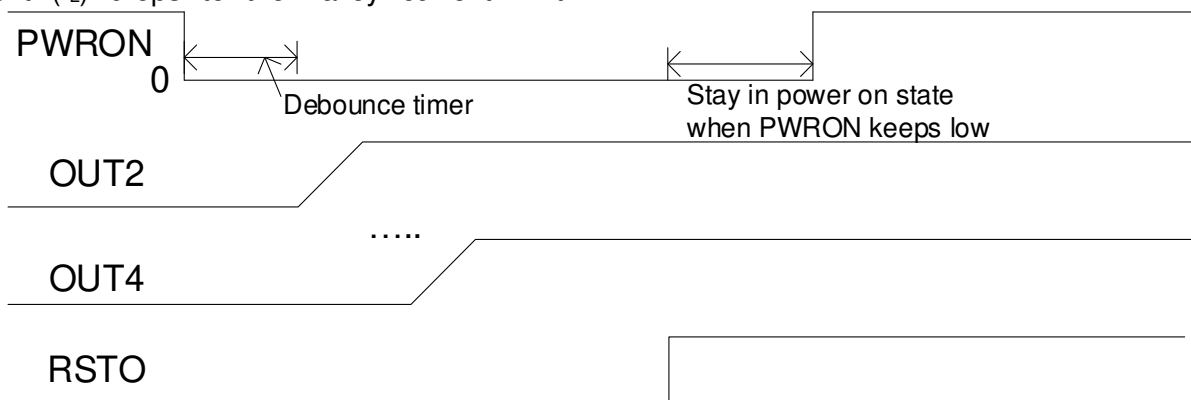 PWRON
0
Debounce timer
Stay in power on state
when PWRON keeps low
OUT2
.....
OUT4
RSTO